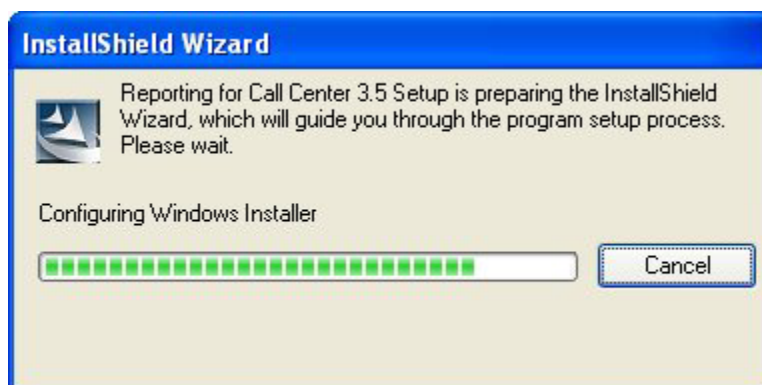 InstallShield Wizard
Reporting for Call Center 3.5 Setup is preparing the InstallShield
Wizard, which will guide you through the program setup process.
Please wait.
Configuring Windows Installer
Cancel